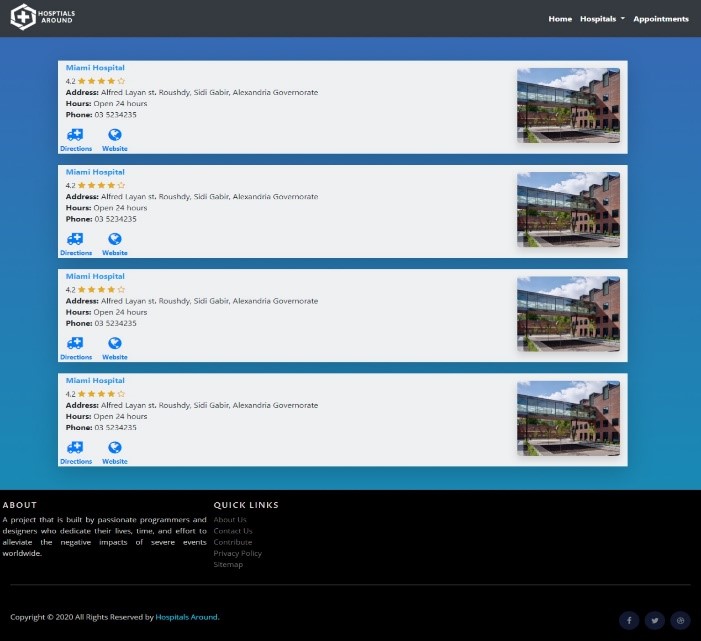 HOSPTIALS
AROUND
Home Hospitals Appointments
Miami Hospital
4.2
Address: Alfred Layan st, Roushdy, Sidi Gabir, Alexandria Governorate
Hours: Open 24 hours
Phone: 03 5234235
Directions Website
Miami Hospital
4.2
Address: Alfred Layan st, Roushdy, Sidi Gabir, Alexandria Governorate
Hours: Open 24 hours
Phone: 03 5234235
Directions Website
Miami Hospital
4.2
Address: Alfred Layan st, Roushdy, Sidi Gabir, Alexandria Governorate
Hours: Open 24 hours
Phone: 03 5234235
Directions Website
Miami Hospital
4.2
Address: Alfred Layan st, Roushdy, Sidi Gabir, Alexandria Governorate
Hours: Open 24 hours
Phone: 03 5234235
Directions Website
ABOUT
A project that is built by passionate programmers and
designers who dedicate their lives, time, and effort to
alleviate the negative impacts of severe events
worldwide.
QUICK LINKS
About Us
Contact Us
Contribute
Privacy Policy
Sitemap
Copyright © 2020 All Rights Reserved by Hospitals Around.